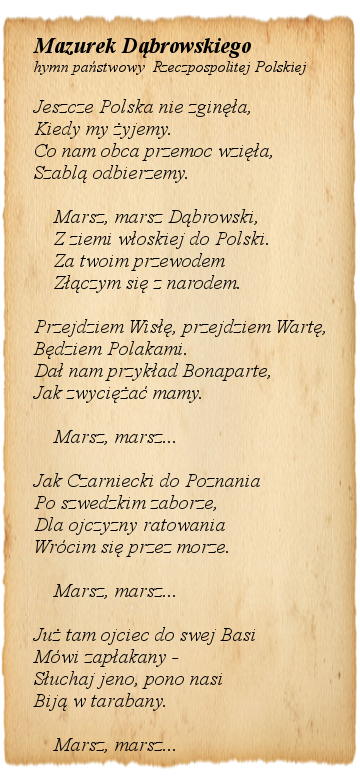 Mazurek Dąbrowskiego
hymn państwowy Rzeczpospolitej Polskiej
Jeszcze Polska nie zginęła,
Kiedy my żyjemy.
Co nam obca przemoc wzięła,
Szablą odbierzemy.
Marsz, marsz Dąbrowski,
Z ziemi włoskiej do Polski.
Za twoim przewodem
Złączym się z narodem.
Przejdziem Wisłę, przejdziem Wartę,
Będziem Polakami.
Dał nam przykład Bonaparte,
Jak zwyciężać mamy.
Marsz, marsz...
Jak Czarniecki do Poznania
Po szwedzkim zaborze,
Dla ojczyzny ratowania
Wrócim się przez morze.
Marsz, marsz...
Już tam ojciec do swej Basi
Mówi zapłakany -
Słuchaj jeno, pono nasi
Biją w tarabany.
Marsz, marsz...